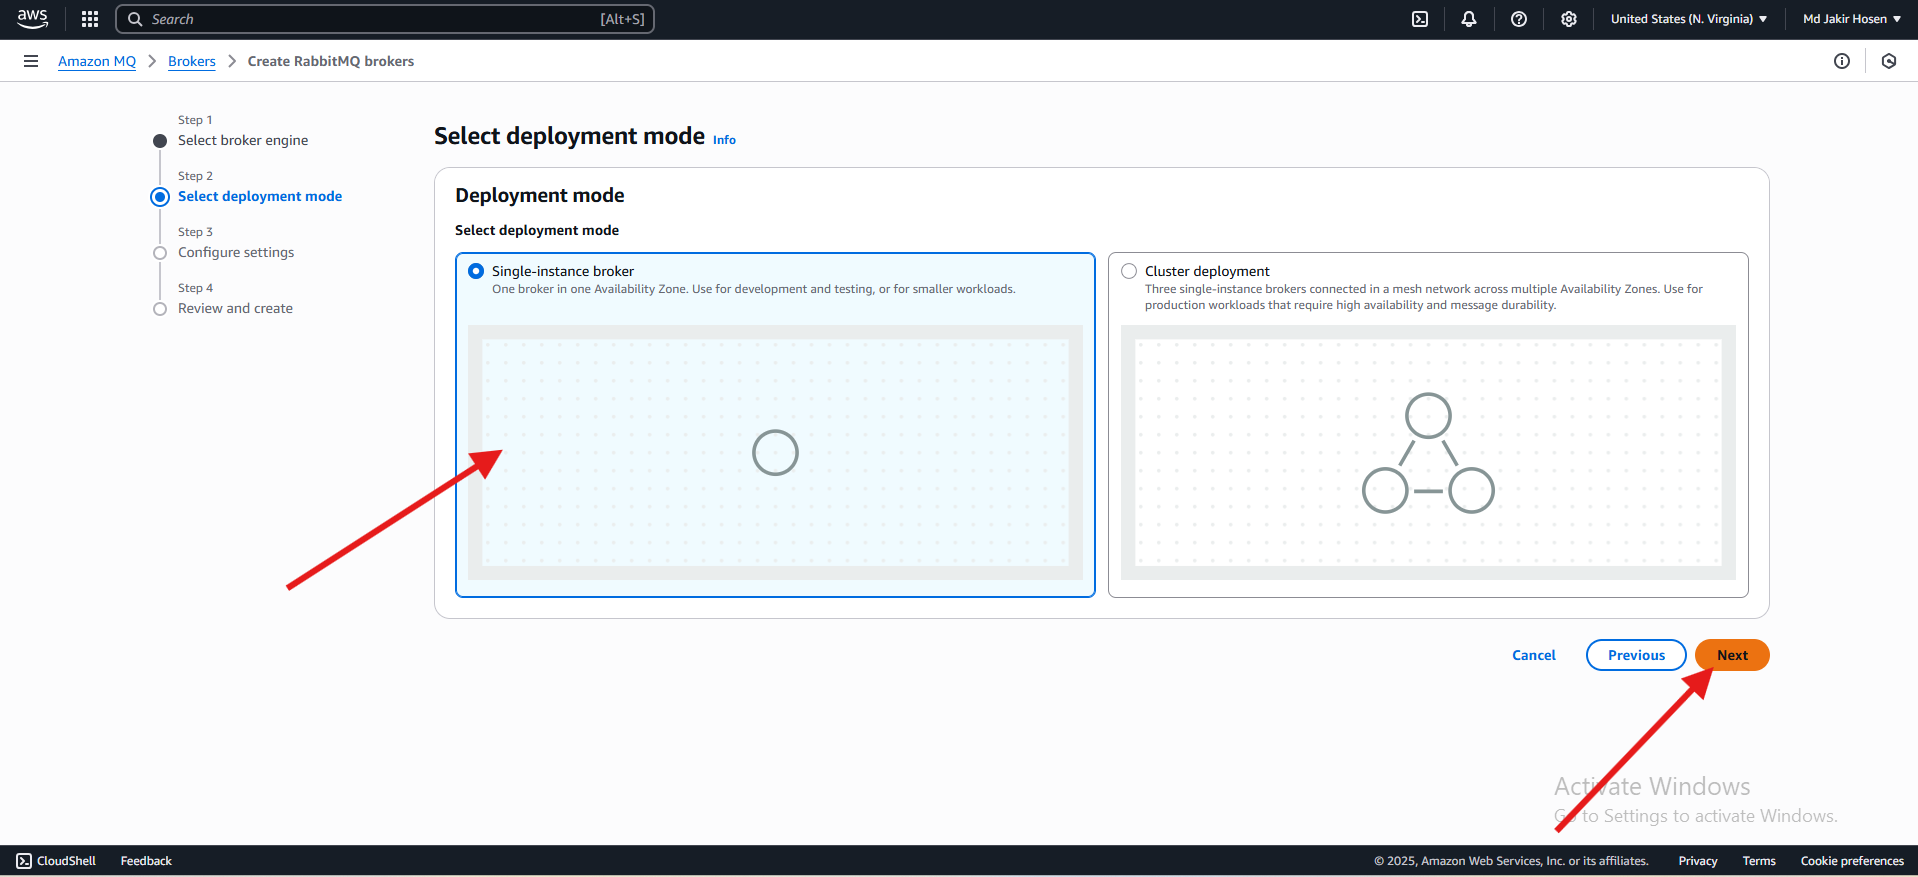 aws
Search
[Alt+S]
United States (N. Virginia)
Md Jakir Hosen
Amazon MQ
Brokers
Create RabbitMQ brokers
Step 1
Select broker engine
Step 2
Select deployment mode
Step 3
Configure settings
Step 4
Review and create
Select deployment mode Info
Deployment mode
Select deployment mode
Single-instance broker
One broker in one Availability Zone. Use for development and testing, or for smaller workloads.
Cluster deployment
Three single-instance brokers connected in a mesh network across multiple Availability Zones. Use for
production workloads that require high availability and message durability.
Cancel
Previous
Next
Activate Windows
Go to Settings to activate Windows.
CloudShell
Feedback
© 2025, Amazon Web Services, Inc. or its affiliates.
Privacy
Terms
Cookie preferences